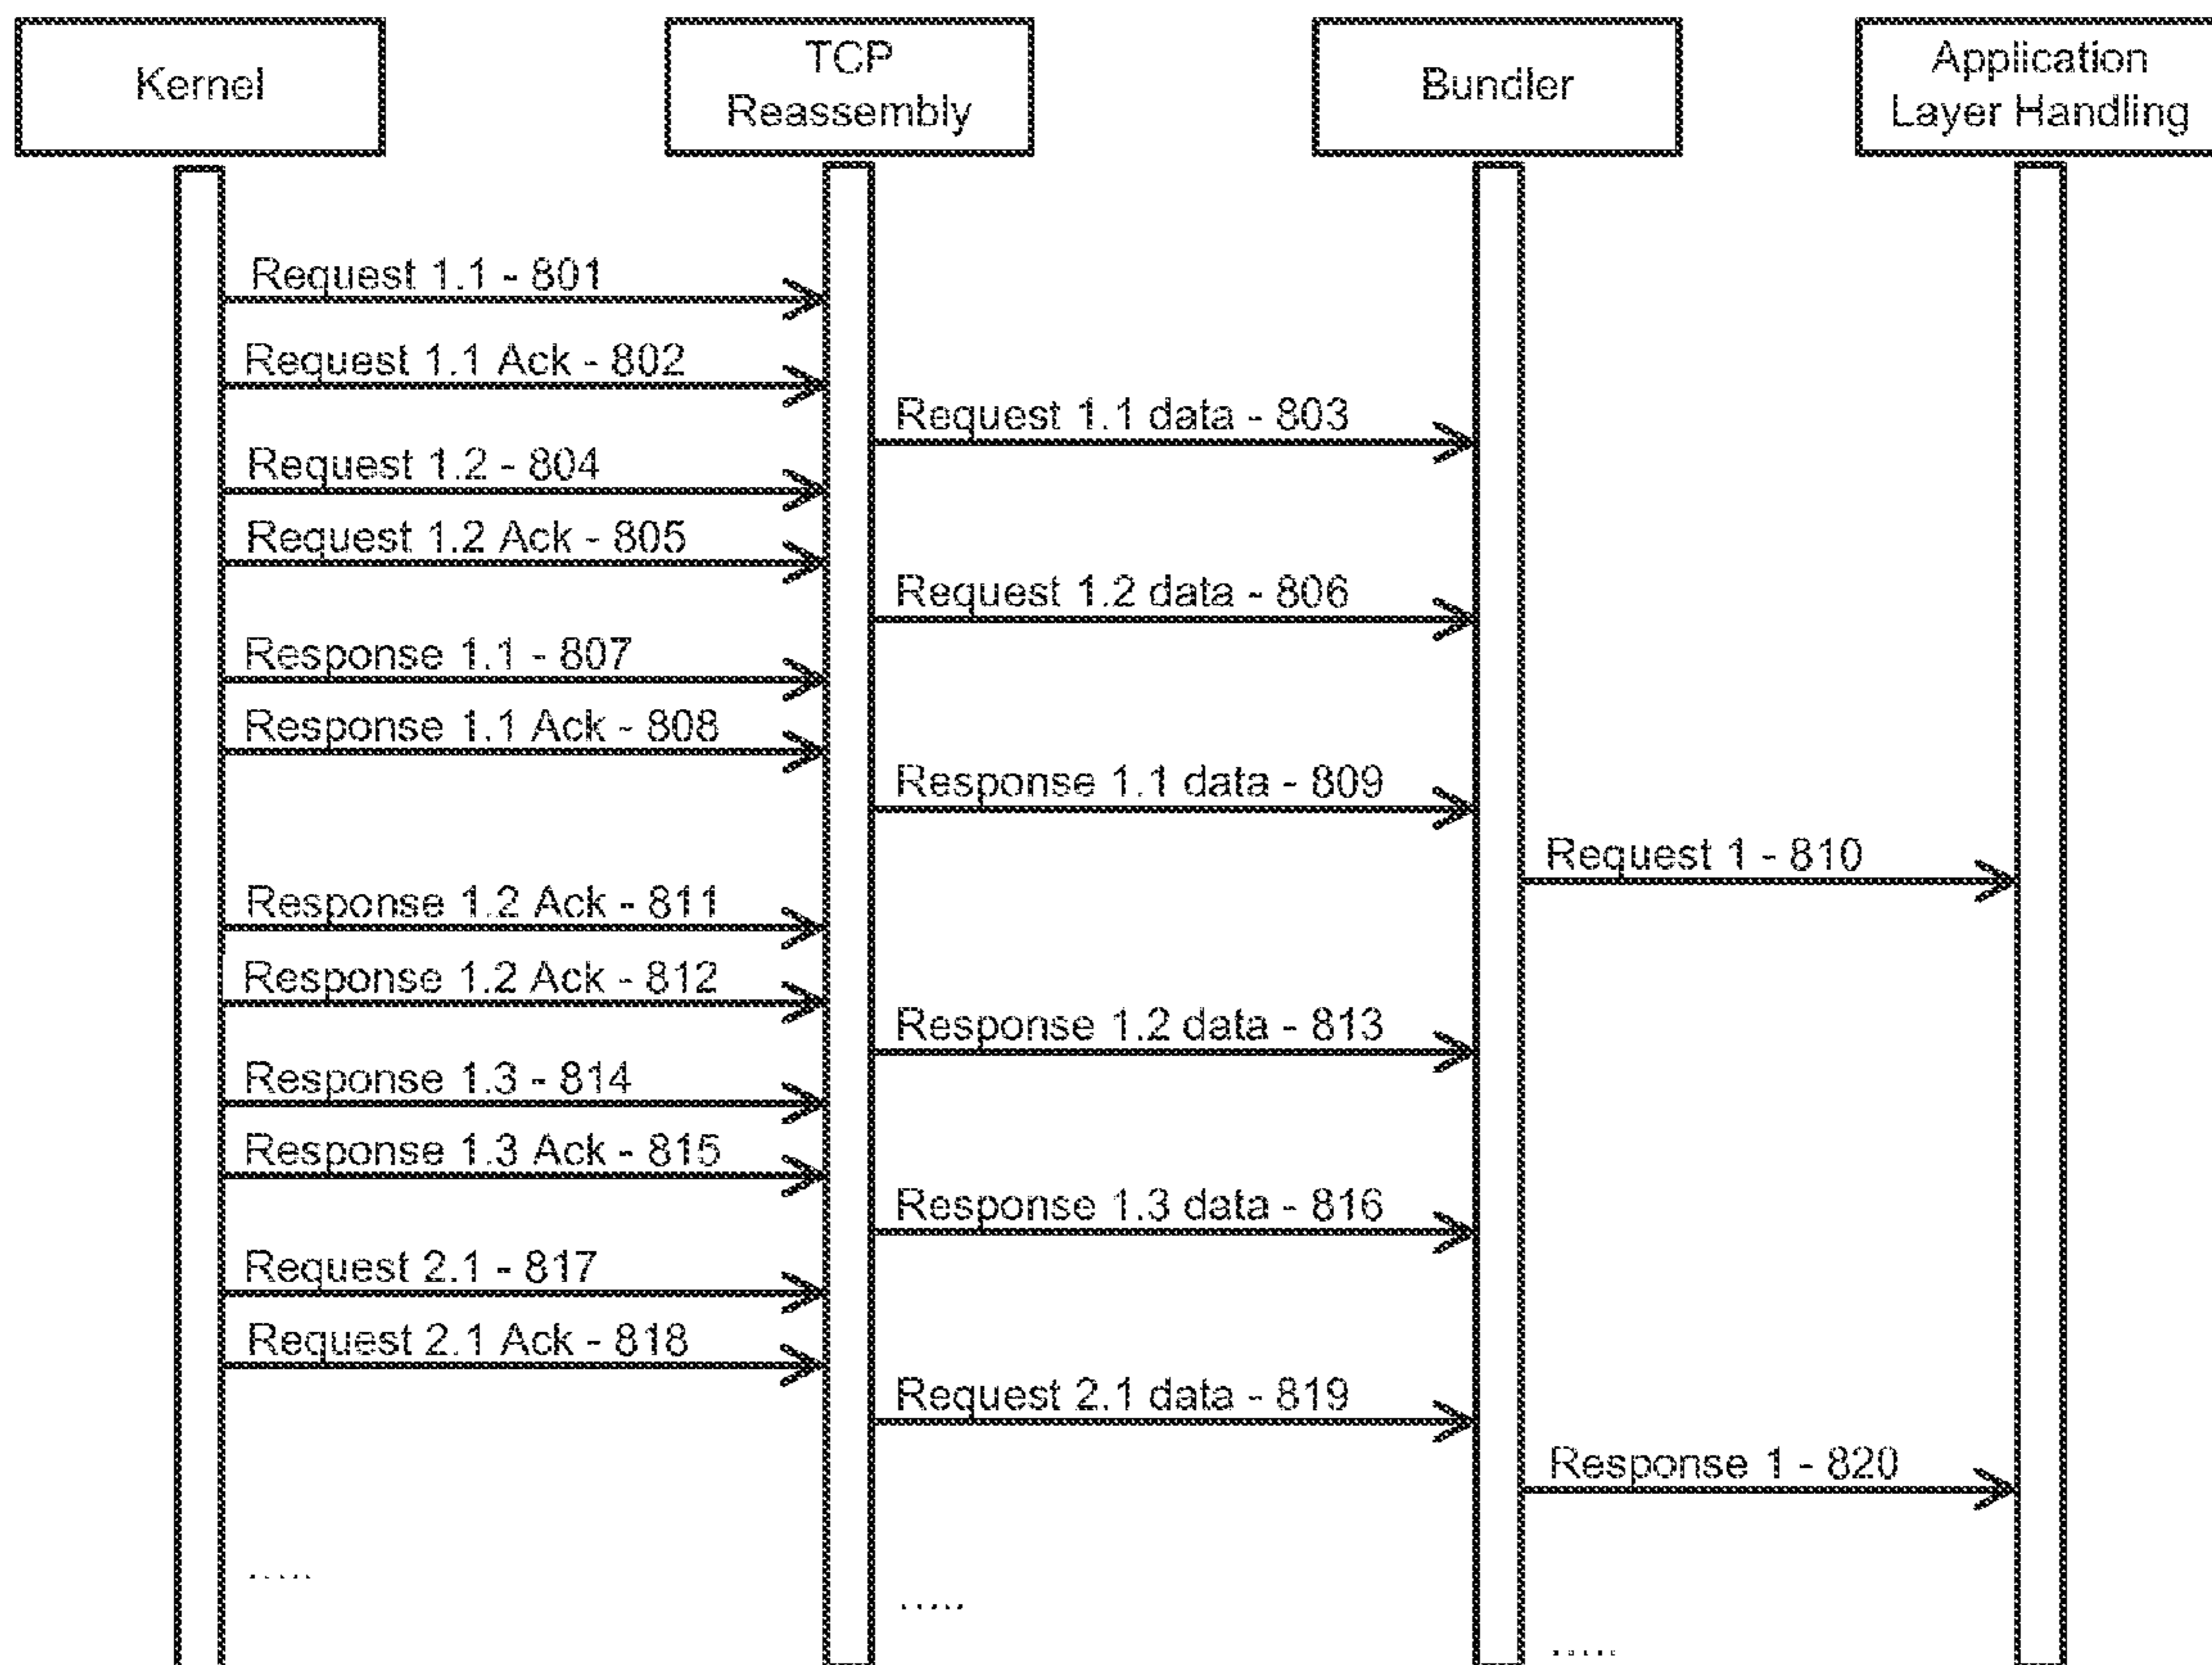 Kernel
TCP
Reassembly
Bundler
Application
Layer Handling
Request 1.1 - 801
Request 1.1 Ack - 802
Request 1.1 data - 803
Request 1.2 - 804
Request 1.2 Ack - 805
Request 1.2 data - 806
Response 1.1 - 807
Response 1.1 Ack - 808
Response 1.1 data - 809
Request 1 - 810
Response 1.2 Ack - 811
Response 1.2 Ack - 812
Response 1.2 data - 813
Response 1.3 - 814
Response 1.3 Ack - 815
Response 1.3 data - 816
Request 2.1 - 817
Request 2.1 Ack - 818
Request 2.1 data - 819
Response 1 - 820
.....
.....
.....